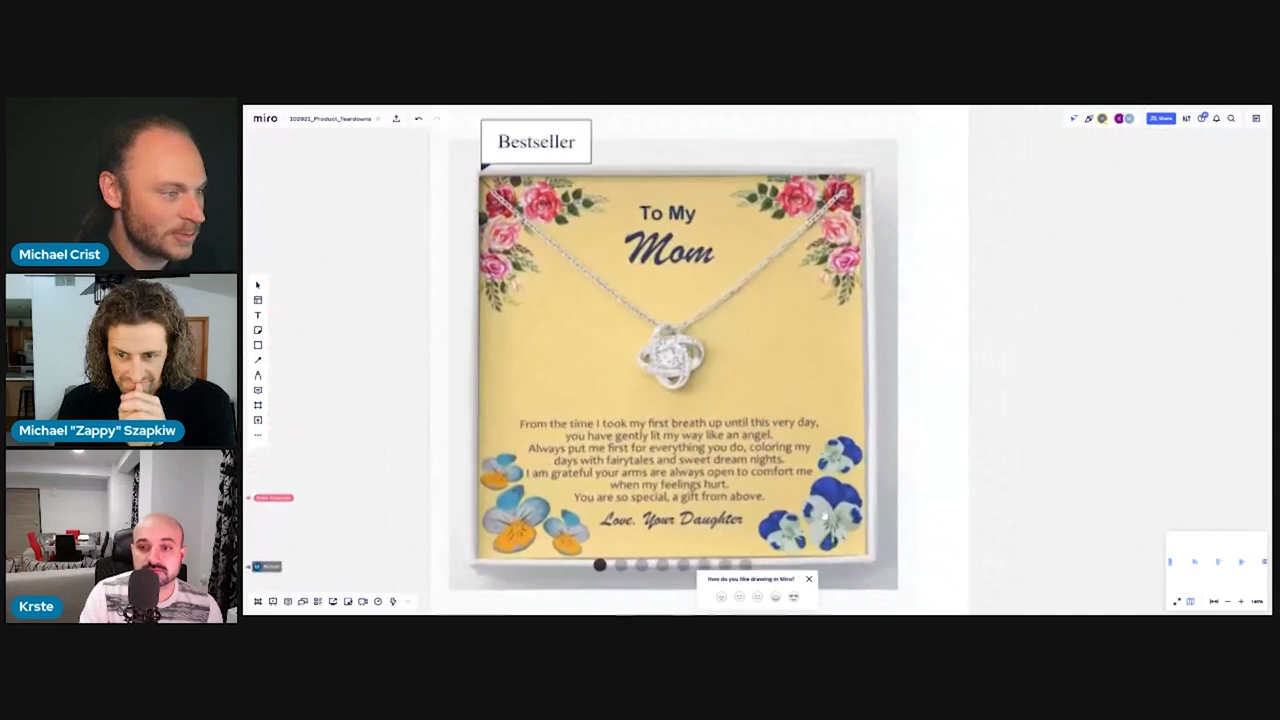 miro
102921_Product_Teardowns
Share
Bestseller
To My
Mom
From the time I took my first breath up until this very day,
you have gently lit my way like an angel.
Always put me first for everything you do, coloring my
days with fairytales and sweet dream nights.
I am grateful your arms are always open to comfort me
when my feelings hurt.
You are so special, a gift from above.
Love, Your Daughter
How do you like drawing in Miro?
Michael Crist
Michael "Zappy" Szapkiw
Krste